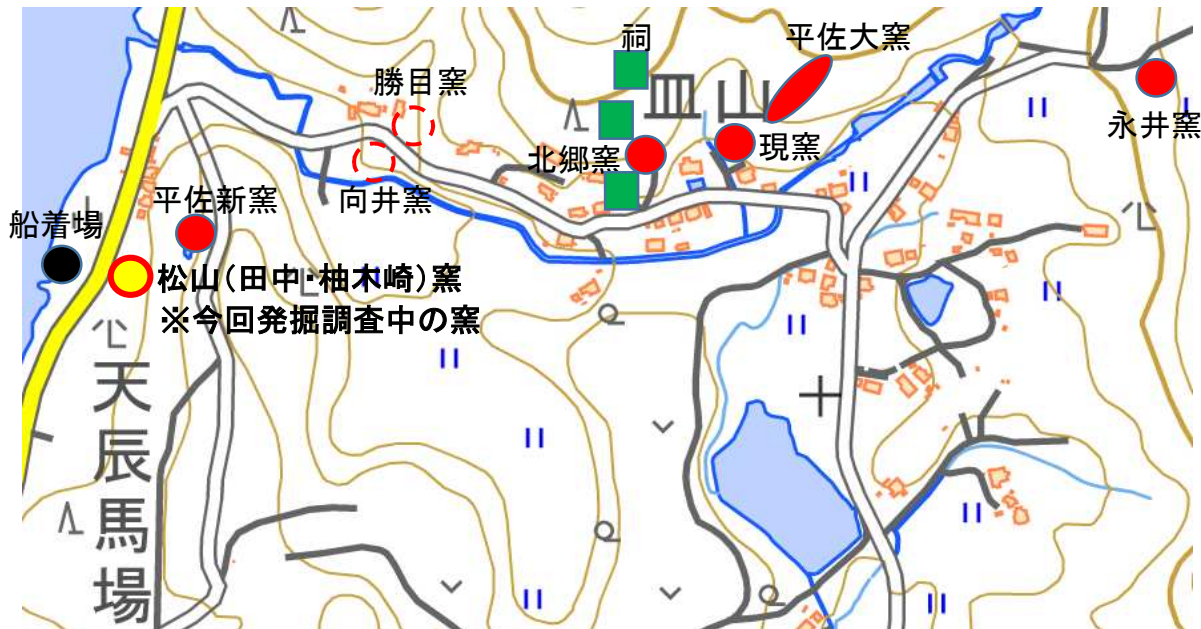 祠
平佐大窯
勝目窯
皿山
永井窯
北郷窯
現窯
向井窯
平佐新窯
船着場
松山(田中・柚木崎)窯
※今回発掘調査中の窯
天辰馬場